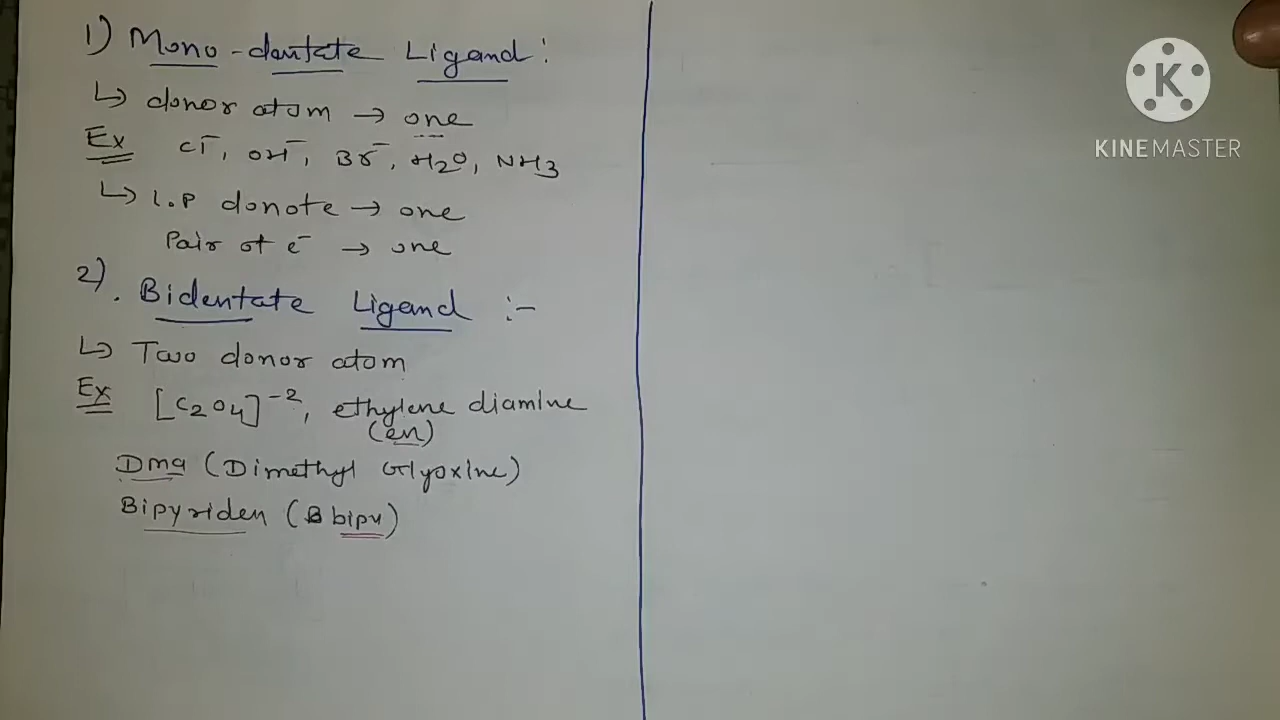 1) Mono-dentate Ligand:
↳ donor atom → one
Ex Cl⁻, OH⁻, Br⁻, H2O, NH3
↳ l.p donote → one
Pair of e⁻ → one
2). Bidentate Ligand :-
↳ Two donor atom
Ex [C2O4]⁻², ethylene diamine
(en)
Dmg (Dimethyl Glyoxine)
Bipyriden (B bipy)
K
KINEMASTER